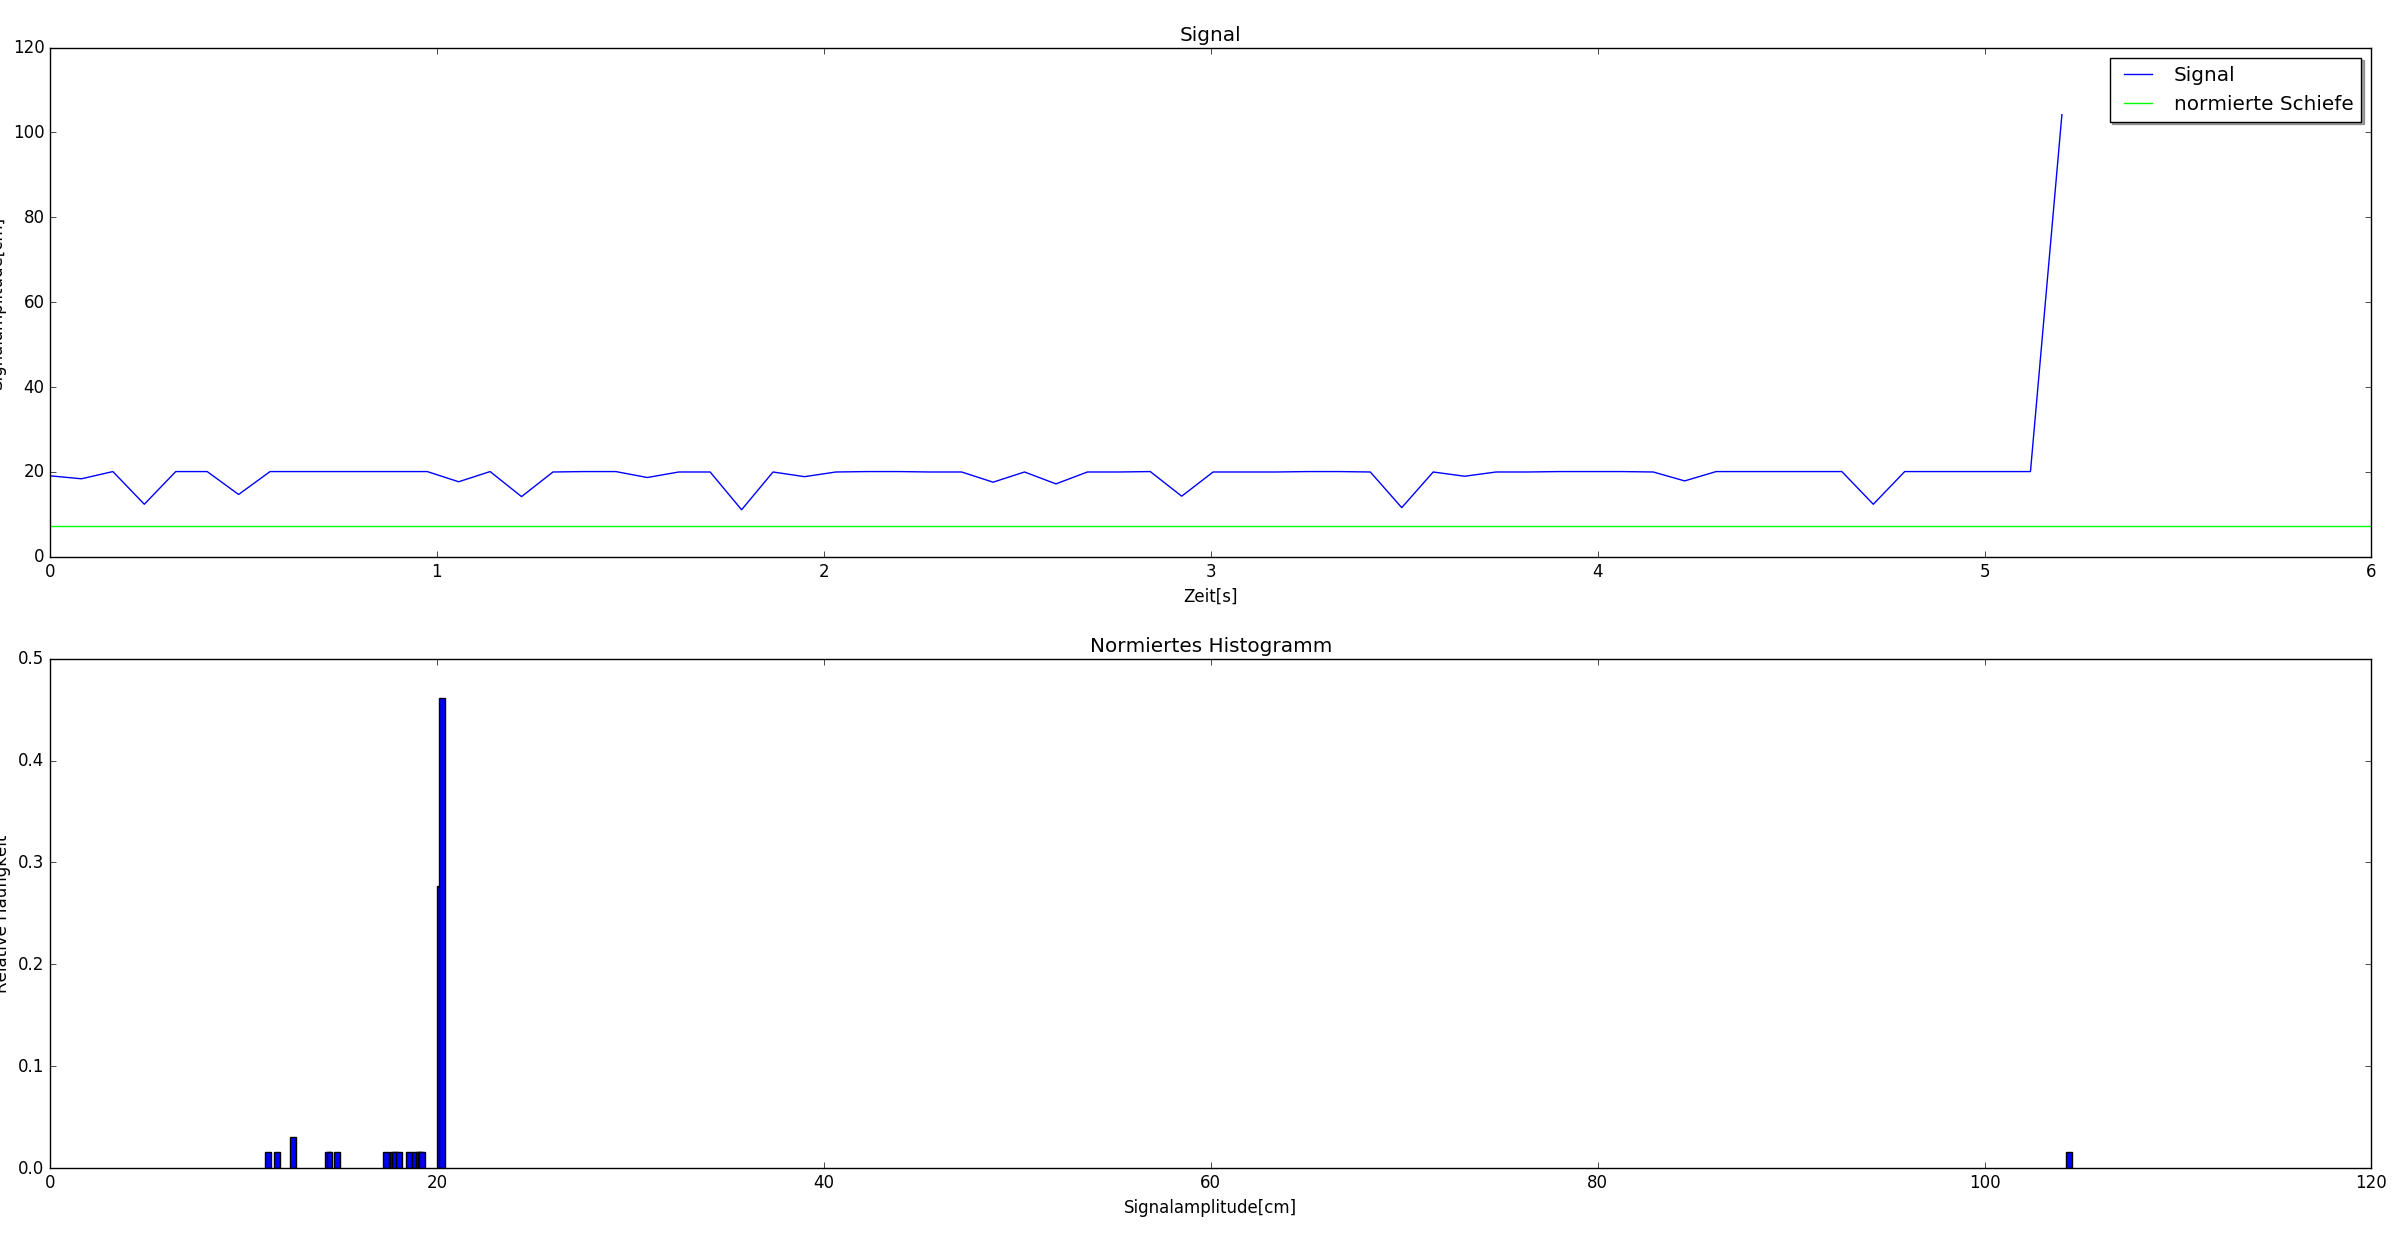 Signal
120
100
80
60
40
20
0
Signal
normierte Schiefe
0 1 2 3 4 5 6
Zeit[s]
Normiertes Histogramm
0.5
0.4
0.3
0.2
0.1
0.0
0 20 40 60 80 100 120
Signalamplitude[cm]